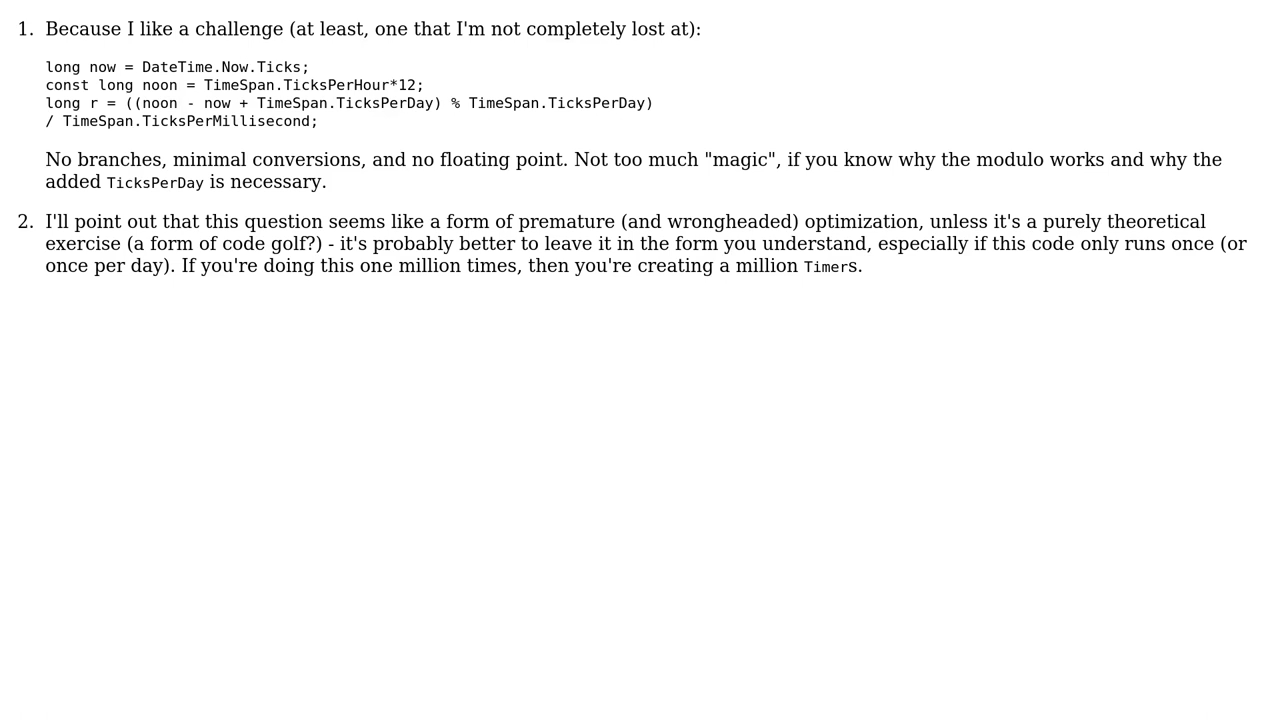 1. Because I like a challenge (at least, one that I'm not completely lost at):
long now = DateTime.Now.Ticks;
const long noon = TimeSpan.TicksPerHour*12;
long r = ((noon - now + TimeSpan.TicksPerDay) % TimeSpan.TicksPerDay)
/ TimeSpan.TicksPerMillisecond;
No branches, minimal conversions, and no floating point. Not too much "magic", if you know why the modulo works and why the
added TicksPerDay is necessary.
2. I'll point out that this question seems like a form of premature (and wrongheaded) optimization, unless it's a purely theoretical
exercise (a form of code golf?) - it's probably better to leave it in the form you understand, especially if this code only runs once (or
once per day). If you're doing this one million times, then you're creating a million Timers.